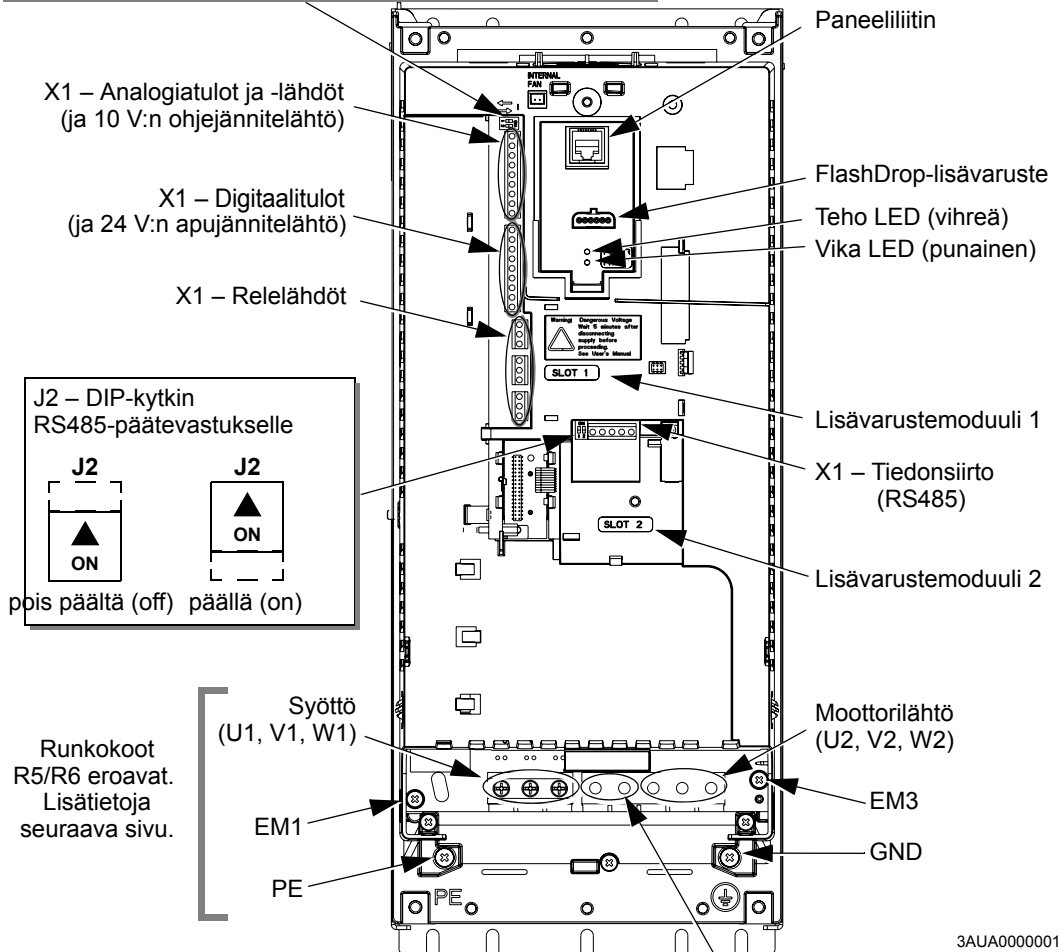 Paneeliliitin
INTERNAL
FAN
X1 – Analogiatulot ja -lähdöt
(ja 10 V:n ohjejännitelähtö)
X1 – Digitaalitulot
(ja 24 V:n apujännitelähtö)
FlashDrop-lisävaruste
Teho LED (vihreä)
Vika LED (punainen)
X1 – Relelähdöt
Warning! Dangerous Voltage
Wait 5 minutes after
disconnecting
supply before
proceeding.
See User's Manual
SLOT 1
J2 – DIP-kytkin
RS485-päätevastukselle
J2 J2
ON ON
pois päältä (off) päällä (on)
Lisävarustemoduuli 1
X1 – Tiedonsiirto
(RS485)
SLOT 2
Lisävarustemoduuli 2
Syöttö
(U1, V1, W1)
Moottorilähtö
(U2, V2, W2)
Runkokoot
R5/R6 eroavat.
Lisätietoja
seuraava sivu.
EM1
EM3
PE
GND
PE
3AUA0000001